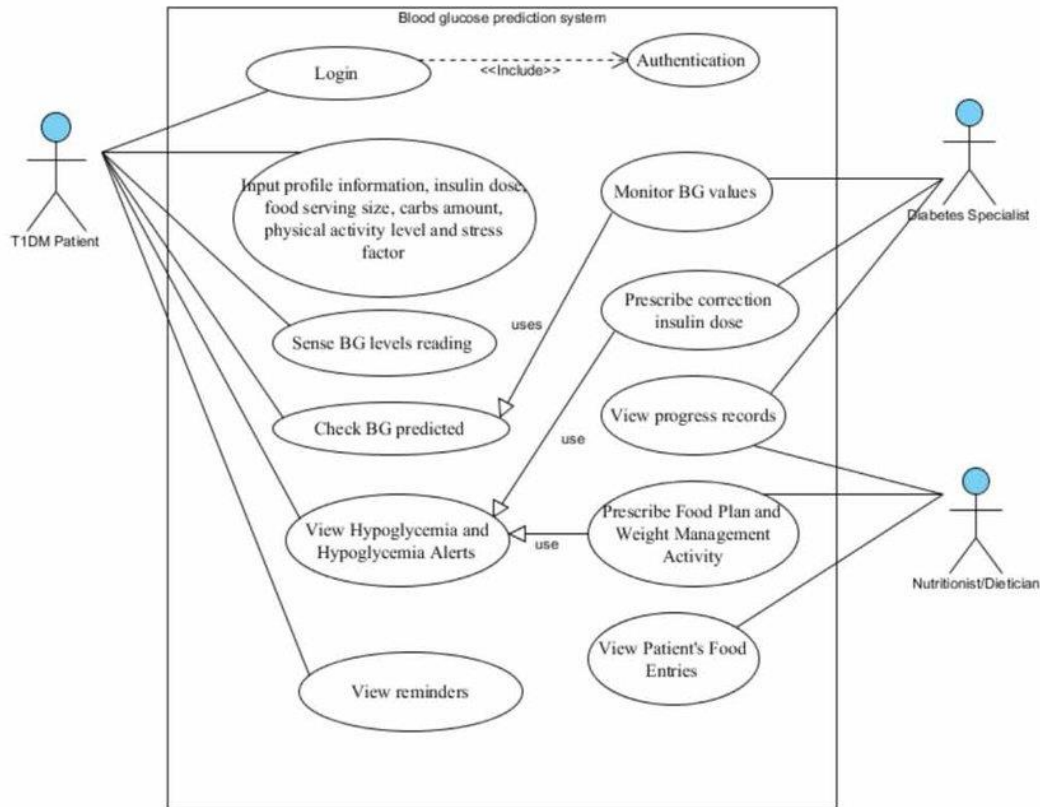 Blood glucose prediction system
Login
<<Include>>
Authentication
T1DM Patient
Input profile information, insulin dose,
food serving size, carbs amount,
physical activity level and stress
factor
Monitor BG values
Diabetes Specialist
Prescribe correction
insulin dose
uses
Sense BG levels reading
Check BG predicted
View progress records
use
View Hypoglycemia and
Hypoglycemia Alerts
use
Prescribe Food Plan and
Weight Management
Activity
Nutritionist/Dietician
View Patient's Food
Entries
View reminders